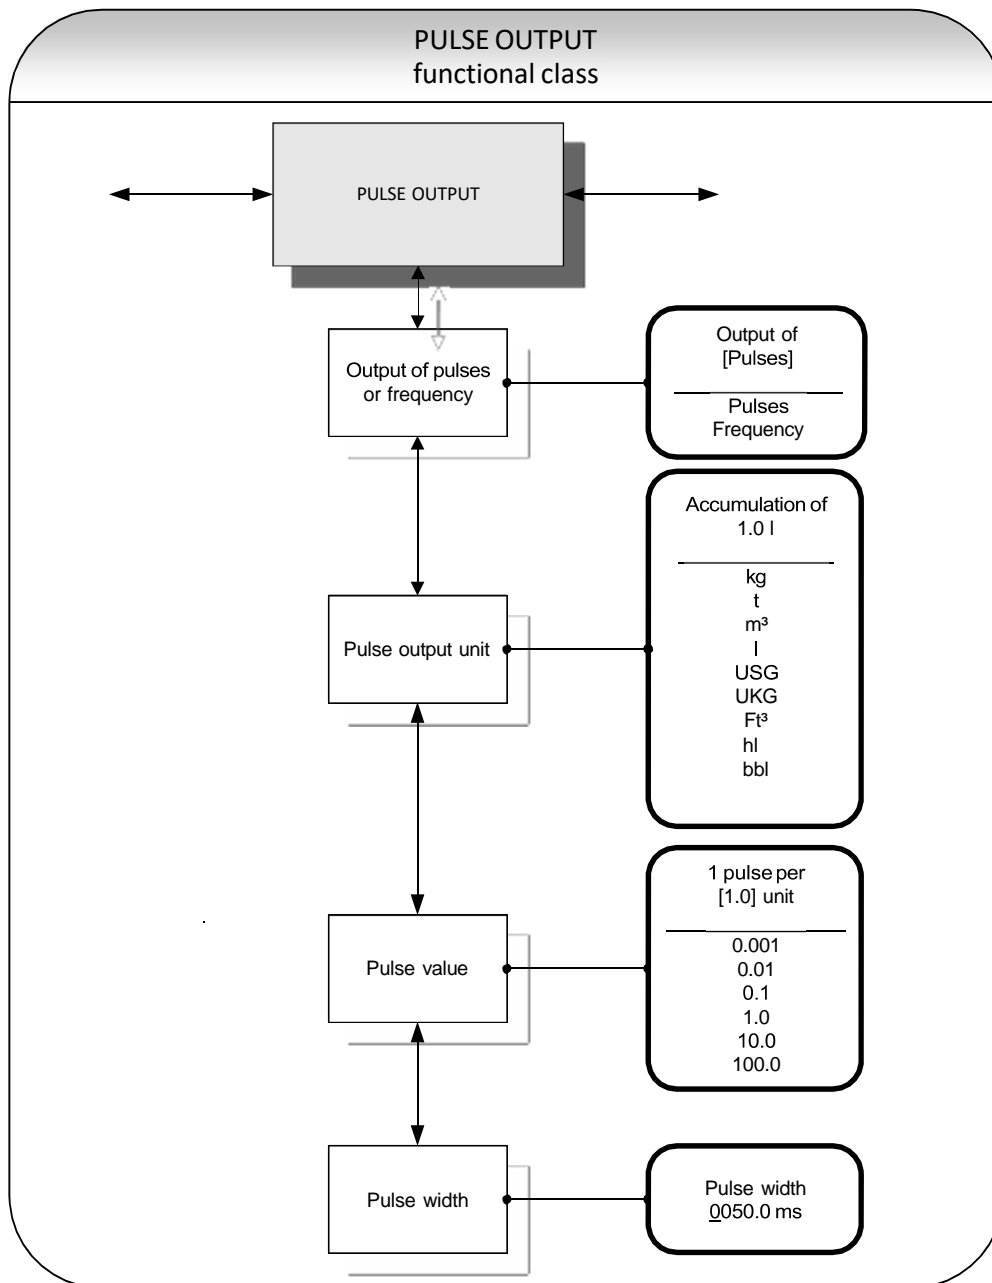 PULSE OUTPUT
functional class
PULSE OUTPUT
Output of pulses
or frequency
Output of
[Pulses]
Pulses
Frequency
Pulse output unit
Accumulation of
1.0 l
kg
t
m³
l
USG
UKG
Ft³
hl
bbl
Pulse value
1 pulse per
[1.0] unit
0.001
0.01
0.1
1.0
10.0
100.0
Pulse width
Pulse width
0050.0 ms